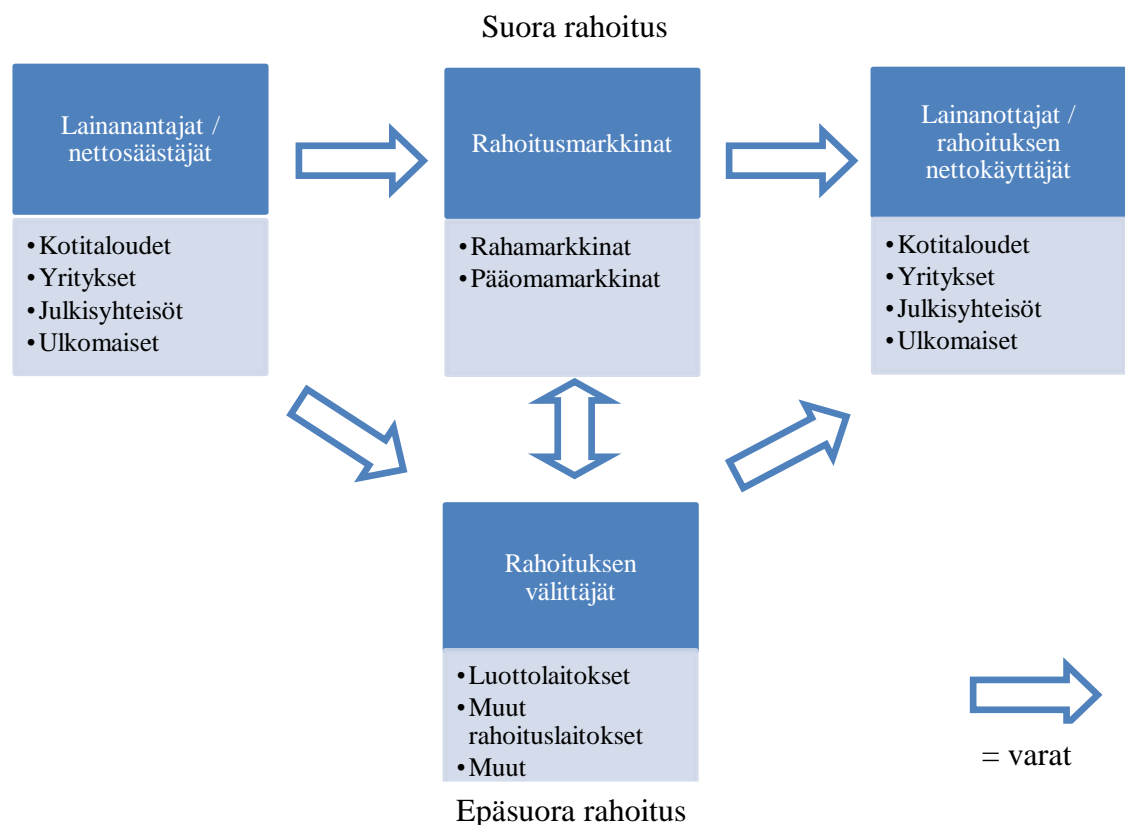 Suora rahoitus
Lainanantajat /
nettosäästäjät
•Kotitaloudet
•Yritykset
•Julkisyhteisöt
•Ulkomaiset
Rahoitusmarkkinat
•Rahamarkkinat
•Pääomamarkkinat
Lainanottajat /
rahoituksen
nettokäyttäjät
•Kotitaloudet
•Yritykset
•Julkisyhteisöt
•Ulkomaiset
Rahoituksen
välittäjät
•Luottolaitokset
•Muut
rahoituslaitokset
•Muut
= varat
Epäsuora rahoitus